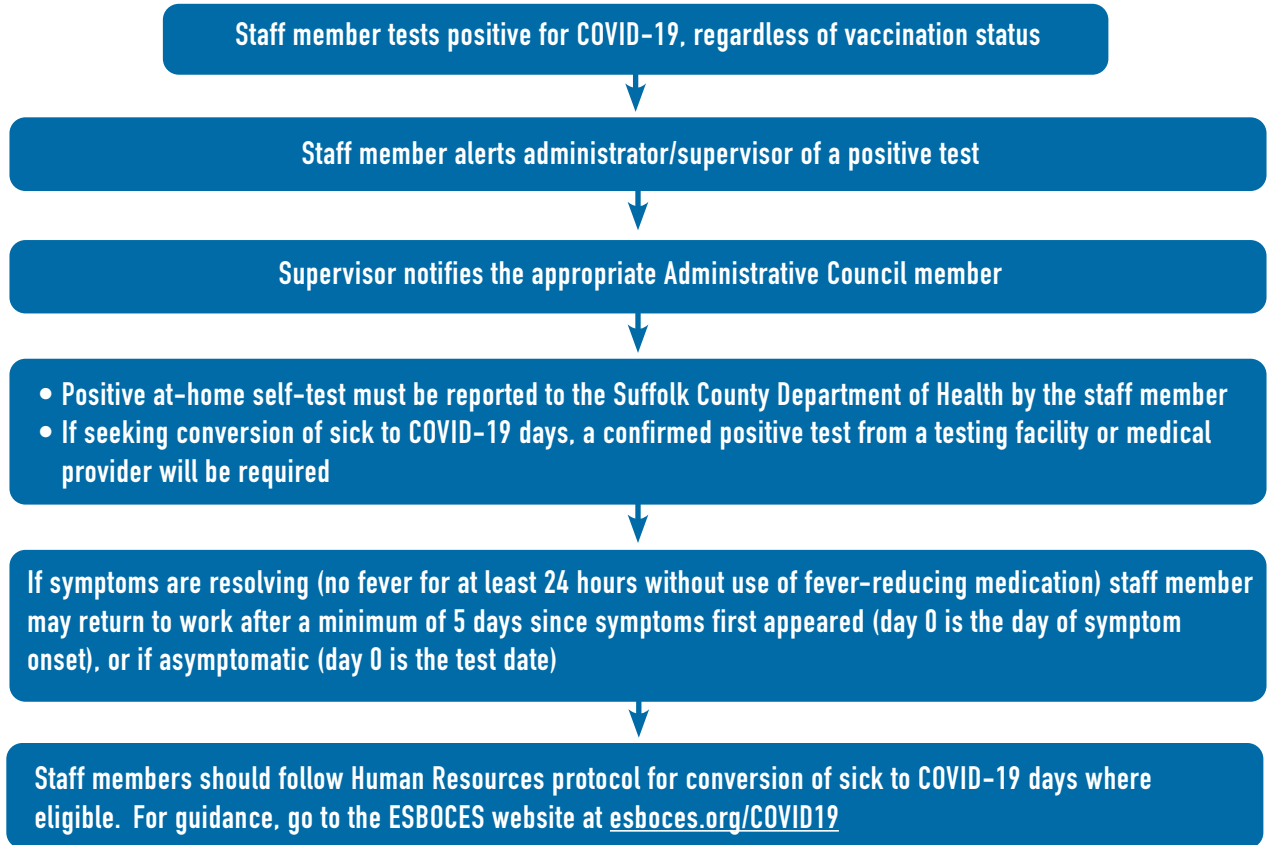 Staff member tests positive for COVID-19, regardless of vaccination status
Staff member alerts administrator/supervisor of a positive test
Supervisor notifies the appropriate Administrative Council member
• Positive at-home self-test must be reported to the Suffolk County Department of Health by the staff member
• If seeking conversion of sick to COVID-19 days, a confirmed positive test from a testing facility or medical
provider will be required
If symptoms are resolving (no fever for at least 24 hours without use of fever-reducing medication) staff member
may return to work after a minimum of 5 days since symptoms first appeared (day 0 is the day of symptom
onset), or if asymptomatic (day 0 is the test date)
Staff members should follow Human Resources protocol for conversion of sick to COVID-19 days where
eligible. For guidance, go to the ESBOCES website at esboces.org/COVID19